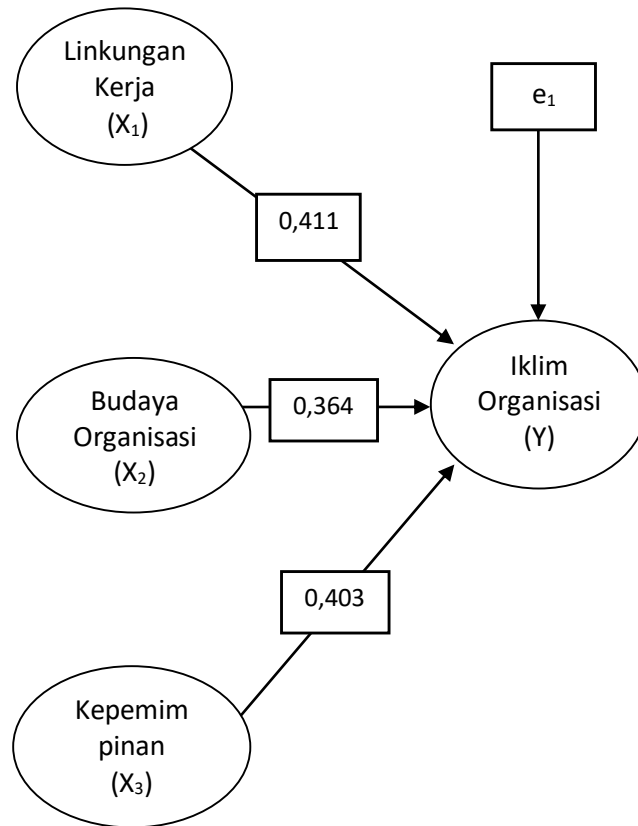 Linkungan
Kerja
(X₁)
e₁
0,411
Iklim
Organisasi
(Y)
Budaya
Organisasi
(X₂)
0,364
0,403
Kepemim
pinan
(X₃)